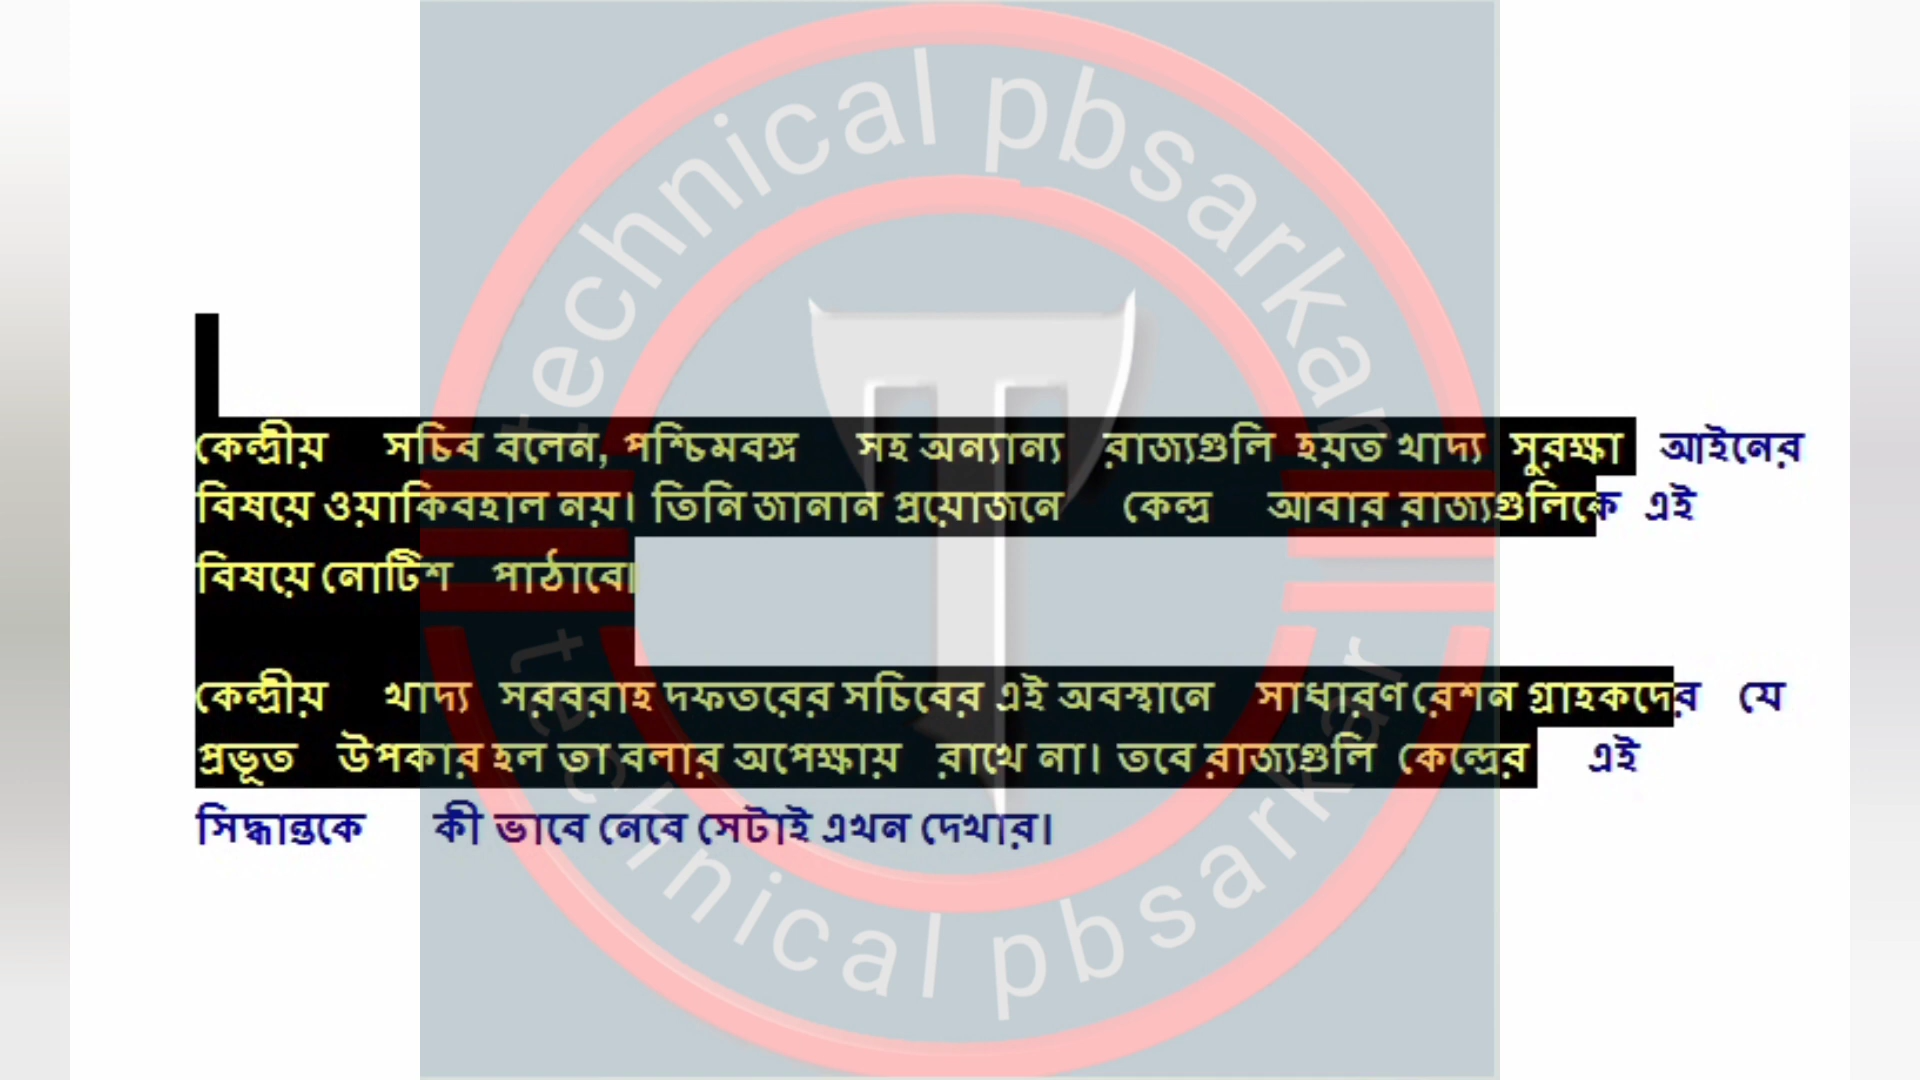 technical pbsarkar
কেন্দ্রীয় সচিব বলেন, পশ্চিমবঙ্গ সহ অন্যান্য রাজ্যগুলি হয়ত খাদ্য সুরক্ষা আইনের
বিষয়ে ওয়াকিবহাল নয়। তিনি জানান প্রয়োজনে কেন্দ্র আবার রাজ্যগুলিকে এই
বিষয়ে নোটিশ পাঠাবে।
কেন্দ্রীয় খাদ্য সরবরাহ দফতরের সচিবের এই অবস্থানে সাধারণ রেশন গ্রাহকদের যে
প্রভূত উপকার হল তা বলার অপেক্ষায় রাখে না। তবে রাজ্যগুলি কেন্দ্রের এই
সিদ্ধান্তকে কী ভাবে নেবে সেটাই এখন দেখার।
technical pbsarkar